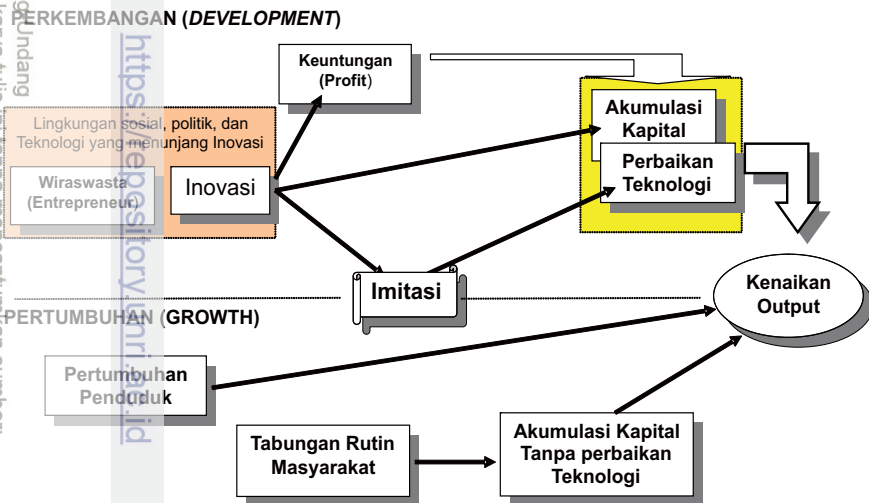 PERKEMBANGAN (DEVELOPMENT)
Keuntungan
(Profit)
Akumulasi
Kapital
Lingkungan sosial, politik, dan
Teknologi yang menunjang Inovasi
Perbaikan
Teknologi
Wiraswasta
(Entrepreneur)
Inovasi
Imitasi
Kenaikan
Output
PERTUMBUHAN (GROWTH)
Pertumbuhan
Penduduk
Tabungan Rutin
Masyarakat
Akumulasi Kapital
Tanpa perbaikan
Teknologi
https://repository.unri.ac.id